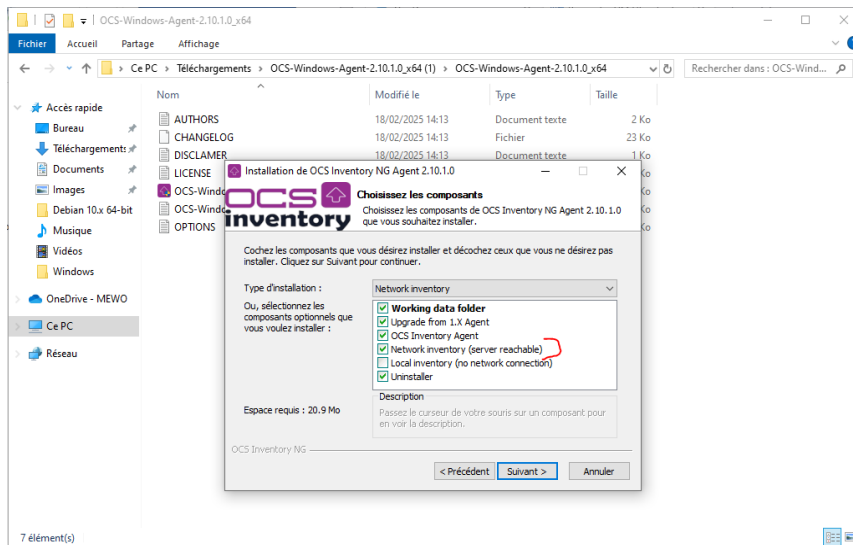 OCS-Windows-Agent-2.10.1.0_x64
Fichier Accueil Partage Affichage
Ce PC > Téléchargements > OCS-Windows-Agent-2.10.1.0_x64 (1) > OCS-Windows-Agent-2.10.1.0_x64
Rechercher dans : OCS-Wind...
Accès rapide
Bureau
Téléchargements
Documents
Images
Debian 10.x 64-bit
Musique
Vidéos
Windows
OneDrive - MEWO
Ce PC
Réseau
Nom Modifié le Type Taille
AUTHORS 18/02/2025 14:13 Document texte 2 Ko
CHANGELOG 18/02/2025 14:13 Fichier 23 Ko
DISCLAMER 18/02/2025 14:13 Document texte 1 Ko
LICENSE Ko
OCS-Windo Ko
OCS-Windo Ko
OPTIONS Ko
Installation de OCS Inventory NG Agent 2.10.1.0
OCS
inventory
Choisissez les composants
Choisissez les composants de OCS Inventory NG Agent 2.10.1.0
que vous souhaitez installer.
Cochez les composants que vous désirez installer et décochez ceux que vous ne désirez pas
installer. Cliquez sur Suivant pour continuer.
Type d'installation :
Network inventory
Ou, sélectionnez les
composants optionnels que
vous voulez installer :
Working data folder
Upgrade from 1.X Agent
OCS Inventory Agent
Network inventory (server reachable)
Local inventory (no network connection)
Uninstaller
Espace requis : 20.9 Mo
Description
Passez le curseur de votre souris sur un composant pour
en voir la description.
OCS Inventory NG
< Précédent Suivant > Annuler
7 élément(s)